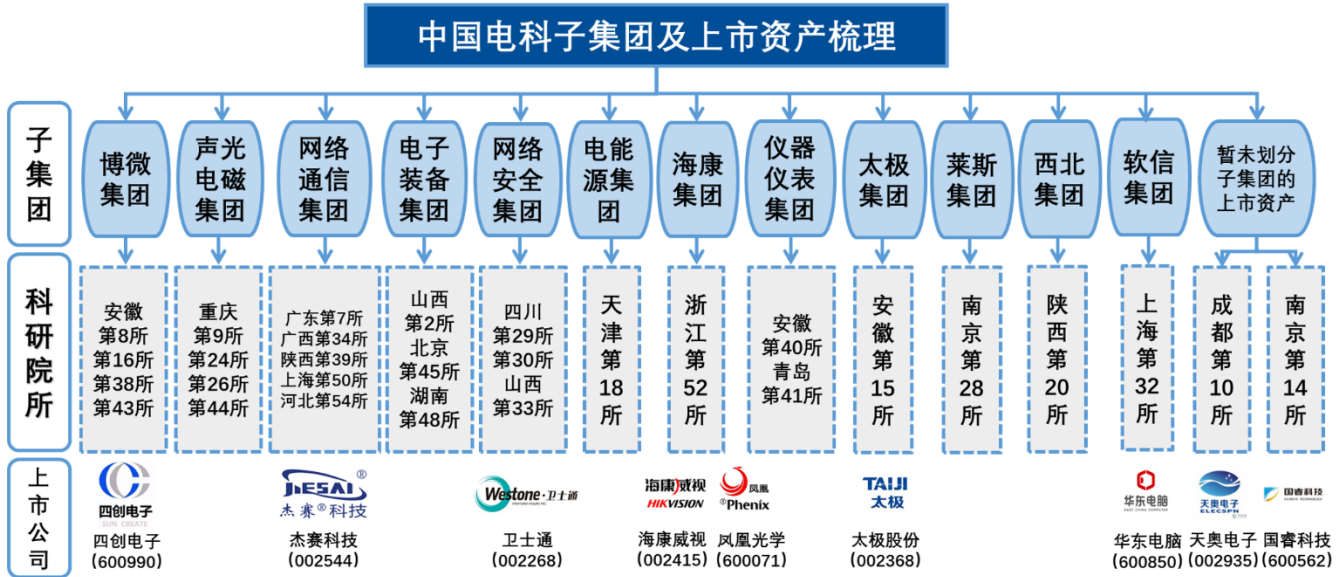 中国电科子集团及上市资产梳理
子集团
博微
集团
声光
电磁
集团
网络
通信
集团
电子
装备
集团
网络
安全
集团
电能
源集
团
海康
集团
仪器
仪表
集团
太极
集团
莱斯
集团
西北
集团
软信
集团
暂未划分
子集团的
上市资产
科研院所
安徽
第8所
第16所
第38所
第43所
重庆
第9所
第24所
第26所
第44所
广东第7所
广西第34所
陕西第39所
上海第50所
河北第54所
山西
第2所
北京
第45所
湖南
第48所
四川
第29所
第30所
山西
第33所
天津第18所
浙江第52所
安徽
第40所
青岛
第41所
安徽第15所
南京第28所
陕西第20所
上海第32所
成都第10所
南京第14所
上市公司
四创电子
SUN CREATE
四创电子
(600990)
JIESAI®
杰赛®科技
杰赛科技
(002544)
Westone·卫士通
卫士通
(002268)
海康威视
HIKVISION
海康威视
(002415)
凤凰
®Phenix
凤凰光学
(600071)
TAIJI
太极
太极股份
(002368)
华东电脑
EAST CHINA COMPUTER
华东电脑
(600850)
天奥电子
ELECSPN
天奥电子
(002935)
国睿科技
国睿科技
(600562)